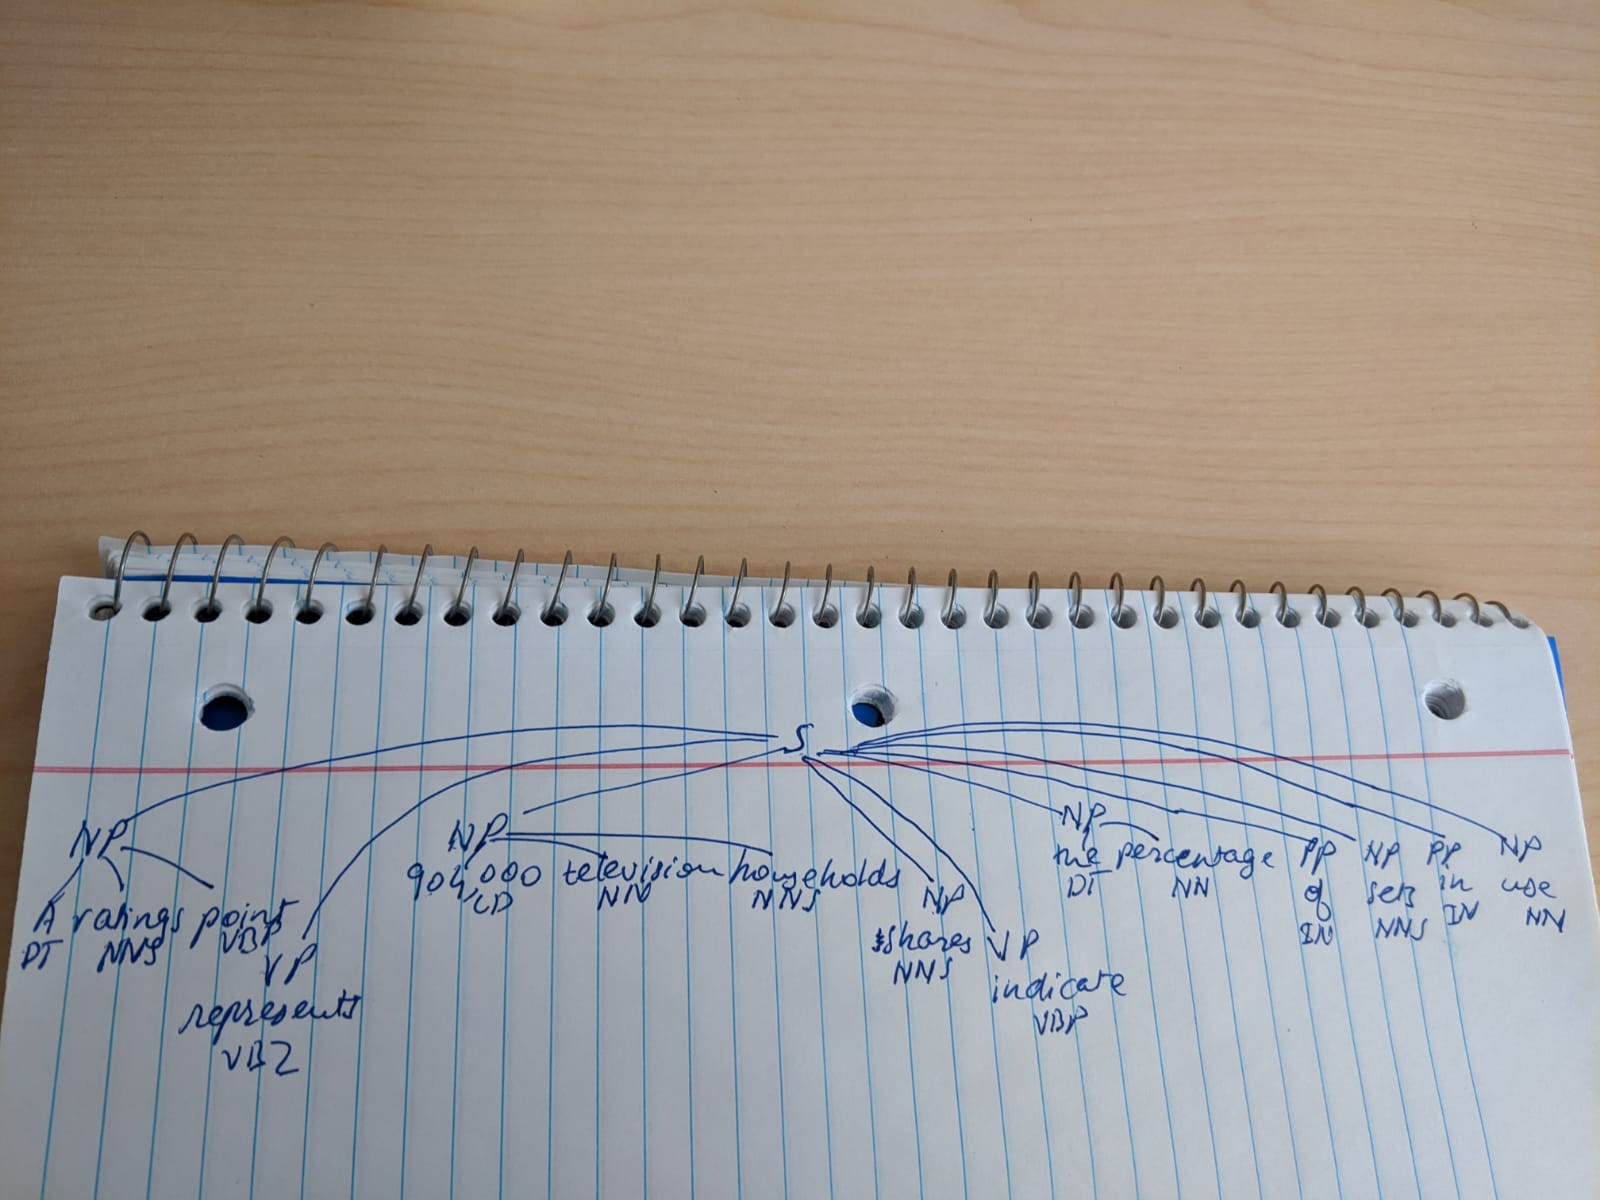 S
NP NP NP PP NP PP NP
A ratings point 904,000 television households the percentage of sets in use
DT NNS VBP CD NN NNS DT NN IN NNS IN NN
VP NP VP
represents shares indicate
VBZ NNS VBP